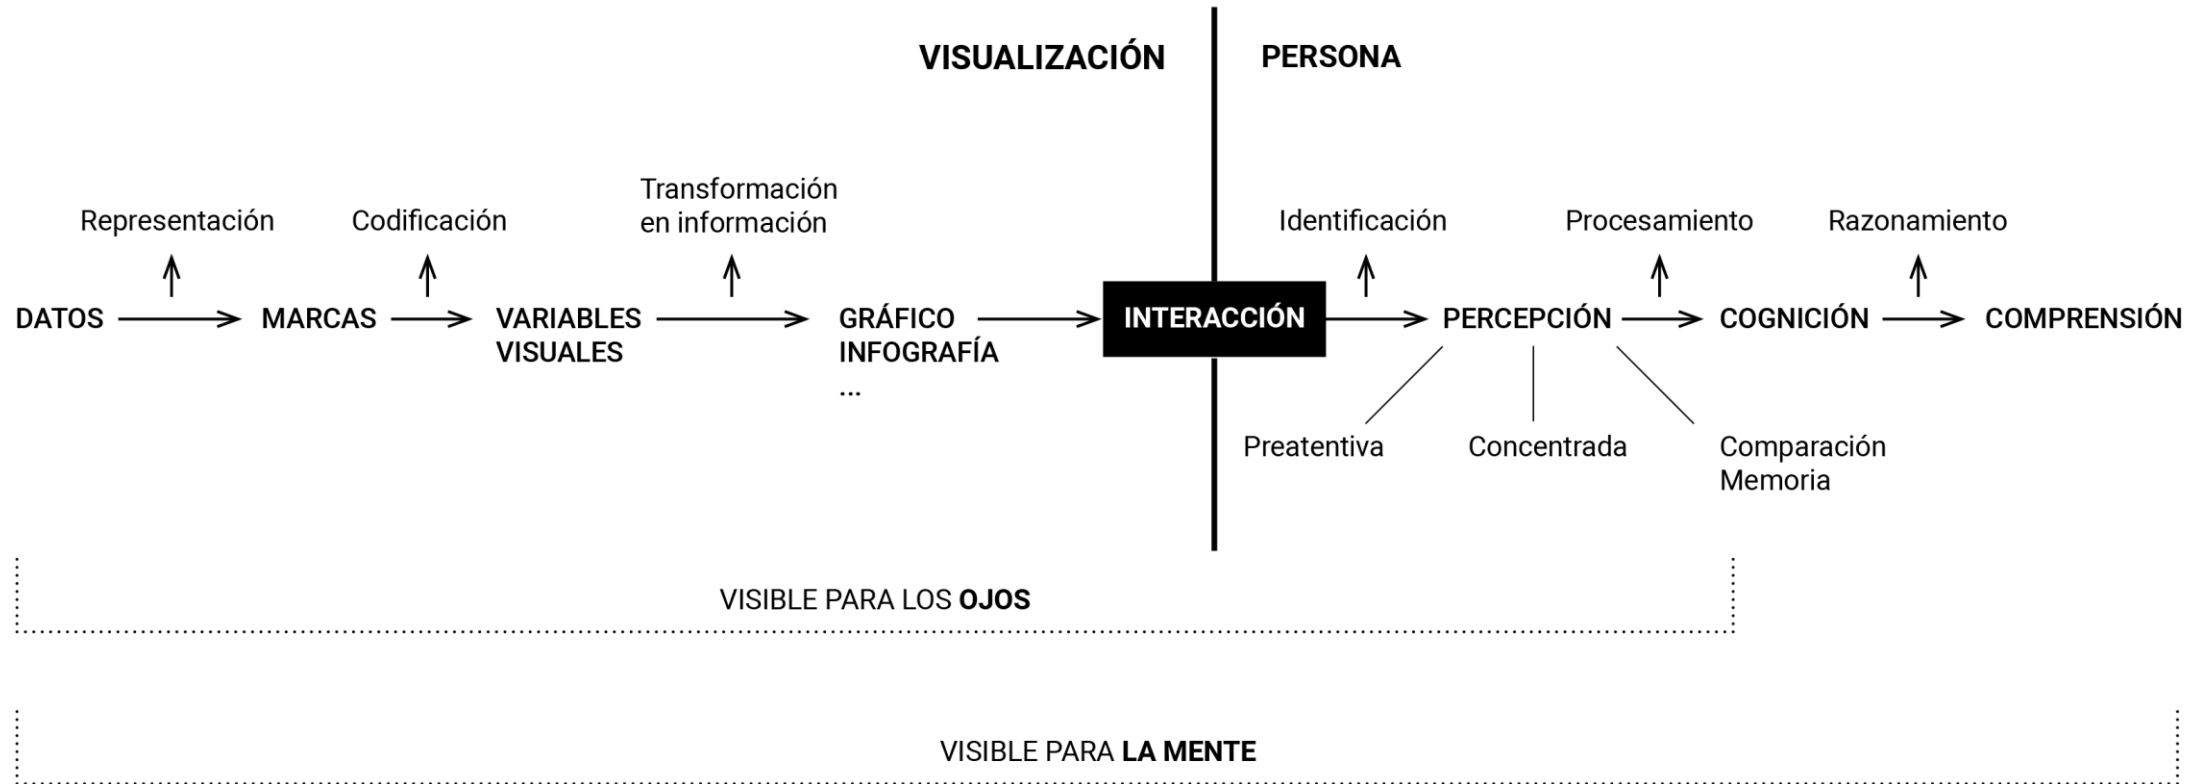 VISUALIZACIÓN
PERSONA
Representación
Codificación
Transformación
en información
Identificación
Procesamiento
Razonamiento
DATOS
MARCAS
VARIABLES
VISUALES
GRÁFICO
INFOGRAFÍA
...
INTERACCIÓN
PERCEPCIÓN
COGNICIÓN
COMPRENSIÓN
Preatentiva
Concentrada
Comparación
Memoria
VISIBLE PARA LOS OJOS
VISIBLE PARA LA MENTE